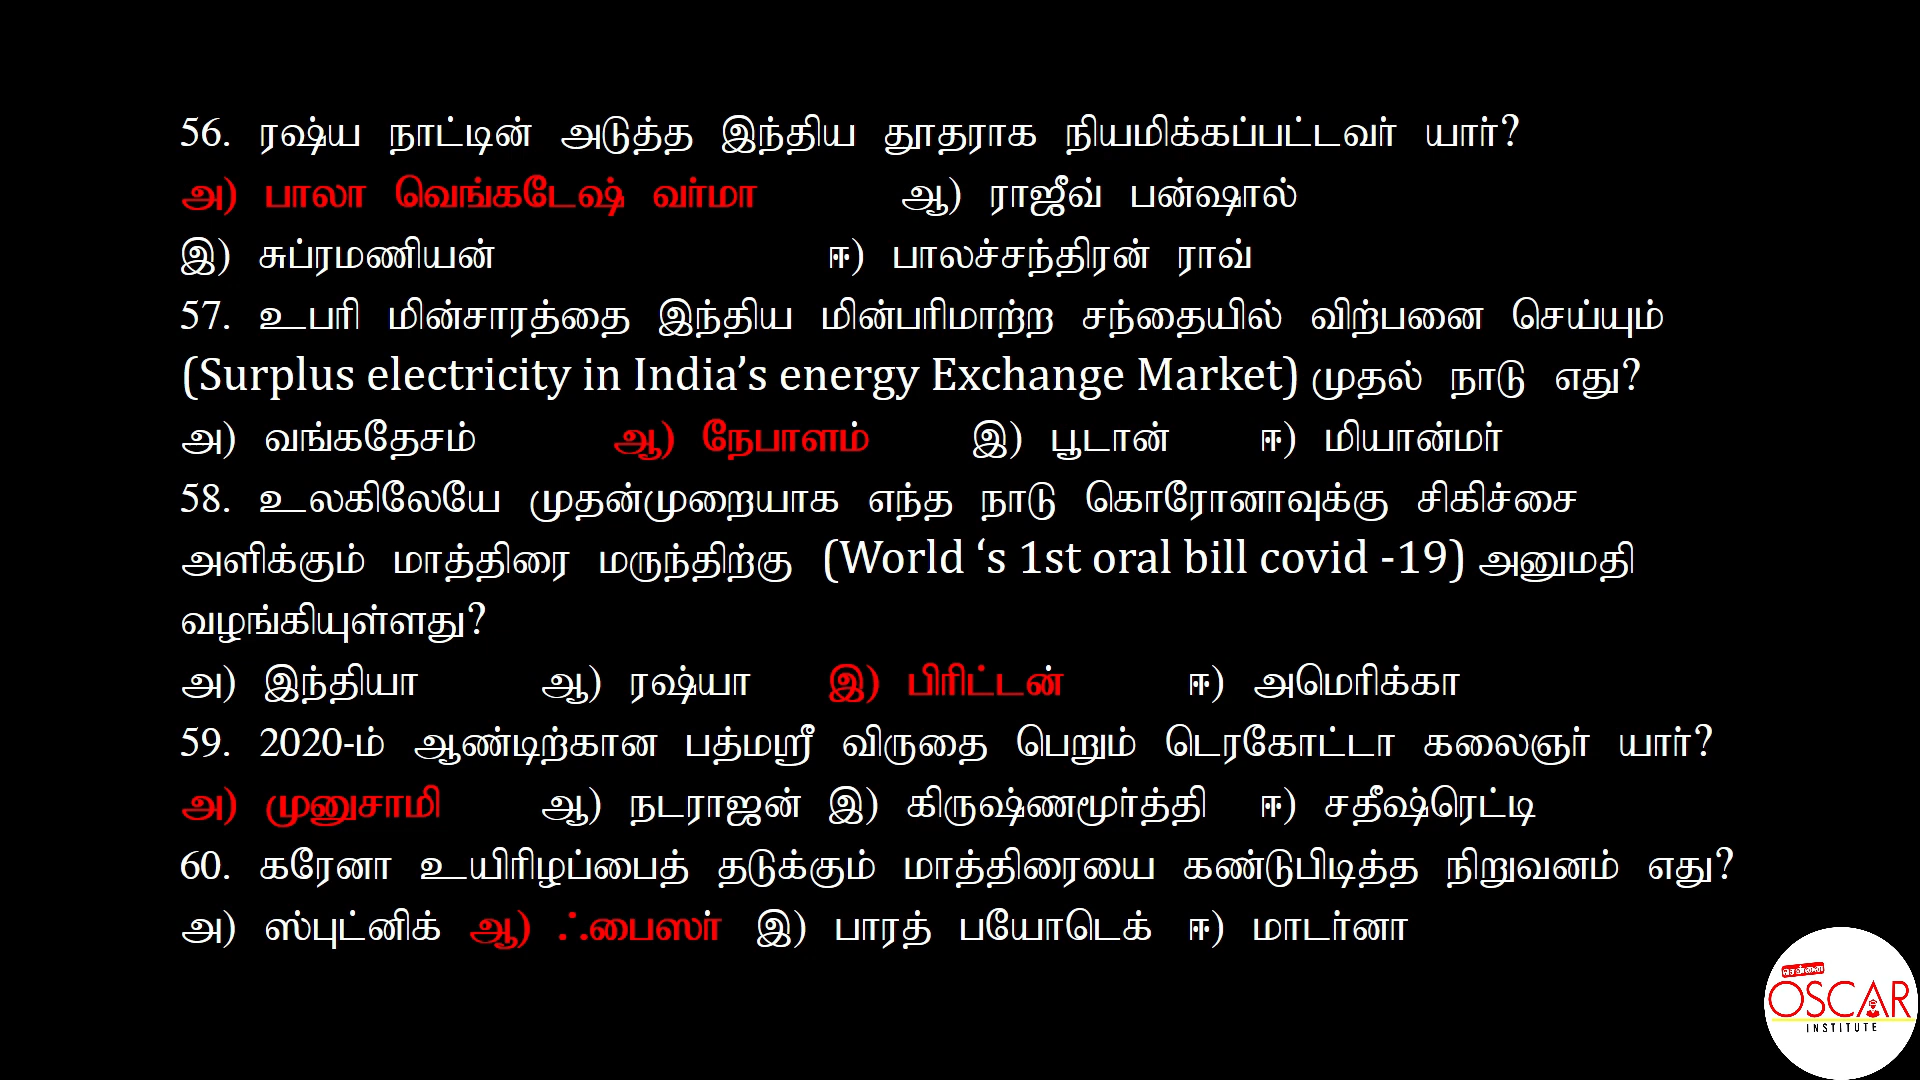 56. ரஷ்ய நாட்டின் அடுத்த இந்திய தூதராக நியமிக்கப்பட்டவர் யார்?
அ) பாலா வெங்கடேஷ் வர்மா ஆ) ராஜீவ் பன்ஷால்
இ) சுப்ரமணியன் ஈ) பாலச்சந்திரன் ராவ்
57. உபரி மின்சாரத்தை இந்திய மின்பரிமாற்ற சந்தையில் விற்பனை செய்யும்
(Surplus electricity in India’s energy Exchange Market) முதல் நாடு எது?
அ) வங்கதேசம் ஆ) நேபாளம் இ) பூடான் ஈ) மியான்மர்
58. உலகிலேயே முதன்முறையாக எந்த நாடு கொரோனாவுக்கு சிகிச்சை
அளிக்கும் மாத்திரை மருந்திற்கு (World ‘s 1st oral bill covid -19) அனுமதி
வழங்கியுள்ளது?
அ) இந்தியா ஆ) ரஷ்யா இ) பிரிட்டன் ஈ) அமெரிக்கா
59. 2020-ம் ஆண்டிற்கான பத்மஸ்ரீ விருதை பெறும் டெரகோட்டா கலைஞர் யார்?
அ) முனுசாமி ஆ) நடராஜன் இ) கிருஷ்ணமூர்த்தி ஈ) சதீஷ்ரெட்டி
60. கரேனா உயிரிழப்பைத் தடுக்கும் மாத்திரையை கண்டுபிடித்த நிறுவனம் எது?
அ) ஸ்புட்னிக் ஆ) ஃபைஸர் இ) பாரத் பயோடெக் ஈ) மாடர்னா
சென்னை
OSCAR
INSTITUTE